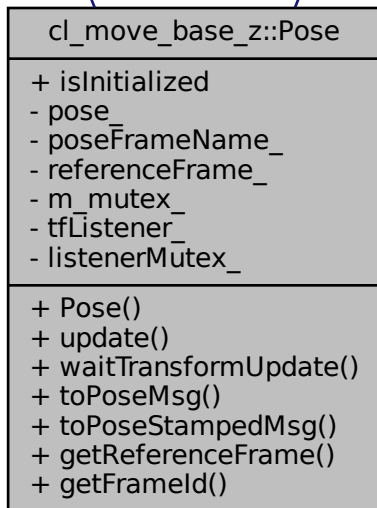 cl_move_base_z::Pose
+ isInitialized
- pose_
- poseFrameName_
- referenceFrame_
- m_mutex_
- tfListener_
- listenerMutex_
+ Pose()
+ update()
+ waitTransformUpdate()
+ toPoseMsg()
+ toPoseStampedMsg()
+ getReferenceFrame()
+ getFrameId()